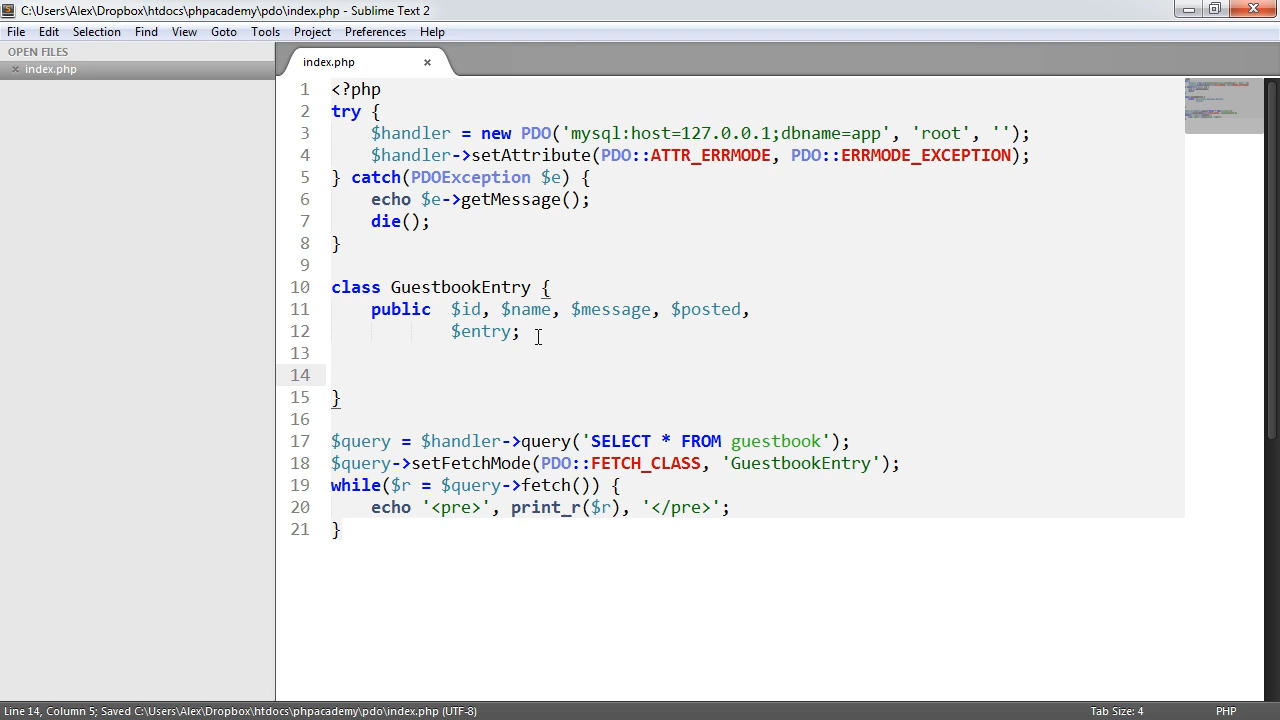 C:\Users\Alex\Dropbox\htdocs\phpacademy\pdo\index.php - Sublime Text 2
File Edit Selection Find View Goto Tools Project Preferences Help
OPEN FILES
index.php
index.php
1 <?php
2 try {
3 $handler = new PDO('mysql:host=127.0.0.1;dbname=app', 'root', '');
4 $handler->setAttribute(PDO::ATTR_ERRMODE, PDO::ERRMODE_EXCEPTION);
5 } catch(PDOException $e) {
6 echo $e->getMessage();
7 die();
8 }
9
10 class GuestbookEntry {
11 public $id, $name, $message, $posted,
12 $entry;
13
14
15 }
16
17 $query = $handler->query('SELECT * FROM guestbook');
18 $query->setFetchMode(PDO::FETCH_CLASS, 'GuestbookEntry');
19 while($r = $query->fetch()) {
20 echo '<pre>', print_r($r), '</pre>';
21 }
Line 14, Column 5; Saved C:\Users\Alex\Dropbox\htdocs\phpacademy\pdo\index.php (UTF-8)
Tab Size: 4
PHP